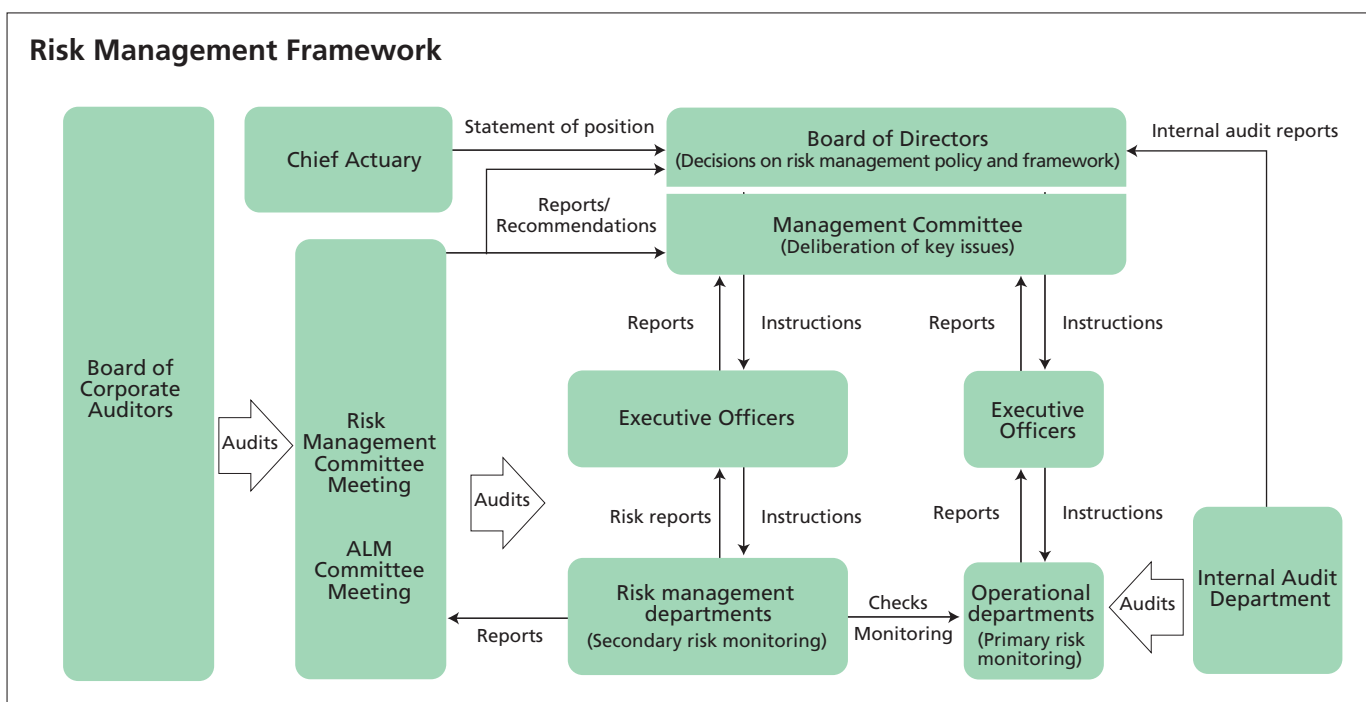 Risk Management Framework
Chief Actuary
Statement of position
Board of Directors
(Decisions on risk management policy and framework)
Internal audit reports
Reports/
Recommendations
Management Committee
(Deliberation of key issues)
Reports
Instructions
Reports
Instructions
Board of
Corporate
Auditors
Audits
Risk
Management
Committee
Meeting
ALM
Committee
Meeting
Audits
Executive Officers
Executive
Officers
Risk reports
Instructions
Reports
Instructions
Reports
Risk management
departments
(Secondary risk monitoring)
Checks
Monitoring
Operational
departments
(Primary risk
monitoring)
Audits
Internal Audit
Department